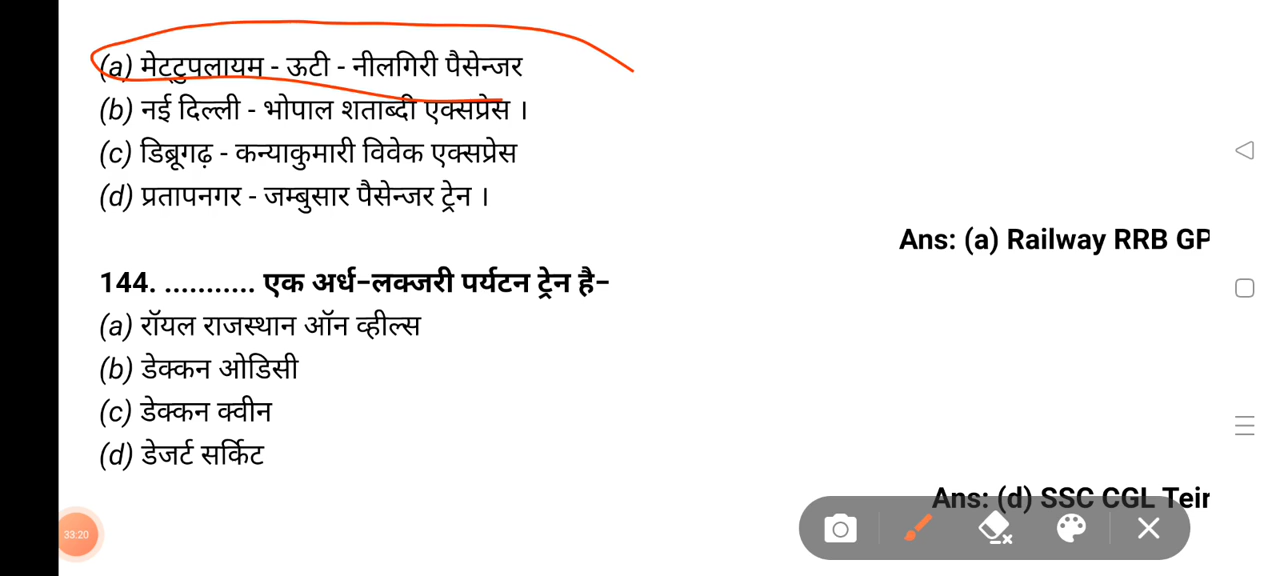 (a) मेट्टुपलायम - ऊटी - नीलगिरी पैसेन्जर
(b) नई दिल्ली - भोपाल शताब्दी एक्सप्रेस ।
(c) डिब्रूगढ़ - कन्याकुमारी विवेक एक्सप्रेस
(d) प्रतापनगर - जम्बुसार पैसेन्जर ट्रेन ।
Ans: (a) Railway RRB GP
144. ........... एक अर्ध-लक्जरी पर्यटन ट्रेन है-
(a) रॉयल राजस्थान ऑन व्हील्स
(b) डेक्कन ओडिसी
(c) डेक्कन क्वीन
(d) डेजर्ट सर्किट
Ans: (d) SSC CGL Teir
33:20